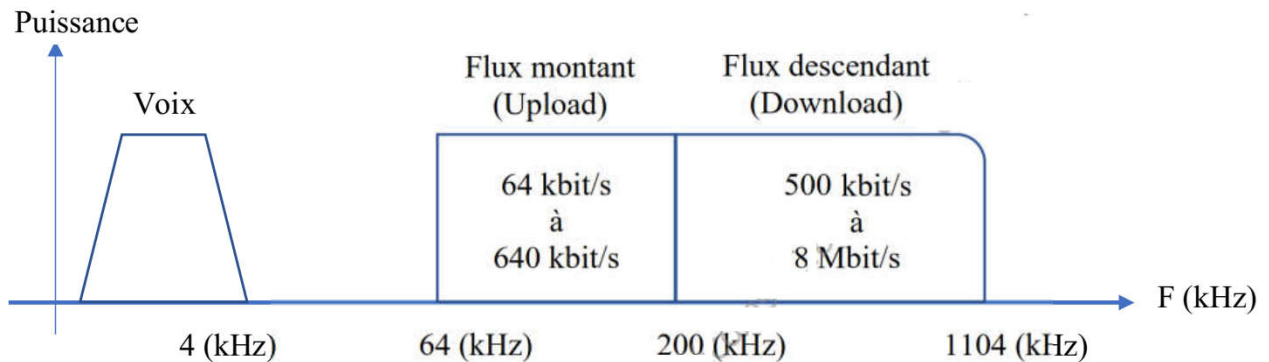 Puissance
Voix
Flux montant
(Upload)
Flux descendant
(Download)
64 kbit/s
à
640 kbit/s
500 kbit/s
à
8 Mbit/s
F (kHz)
4 (kHz)
64 (kHz)
200 (kHz)
1104 (kHz)